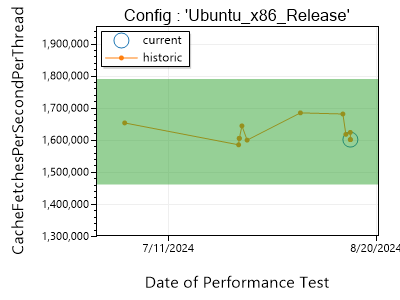 Config : 'Ubuntu_x86_Release'
CacheFetchesPerSecondPerThread
current
historic
1,900,000
1,800,000
1,700,000
1,600,000
1,500,000
1,400,000
1,300,000
7/11/2024
8/20/2024
Date of Performance Test